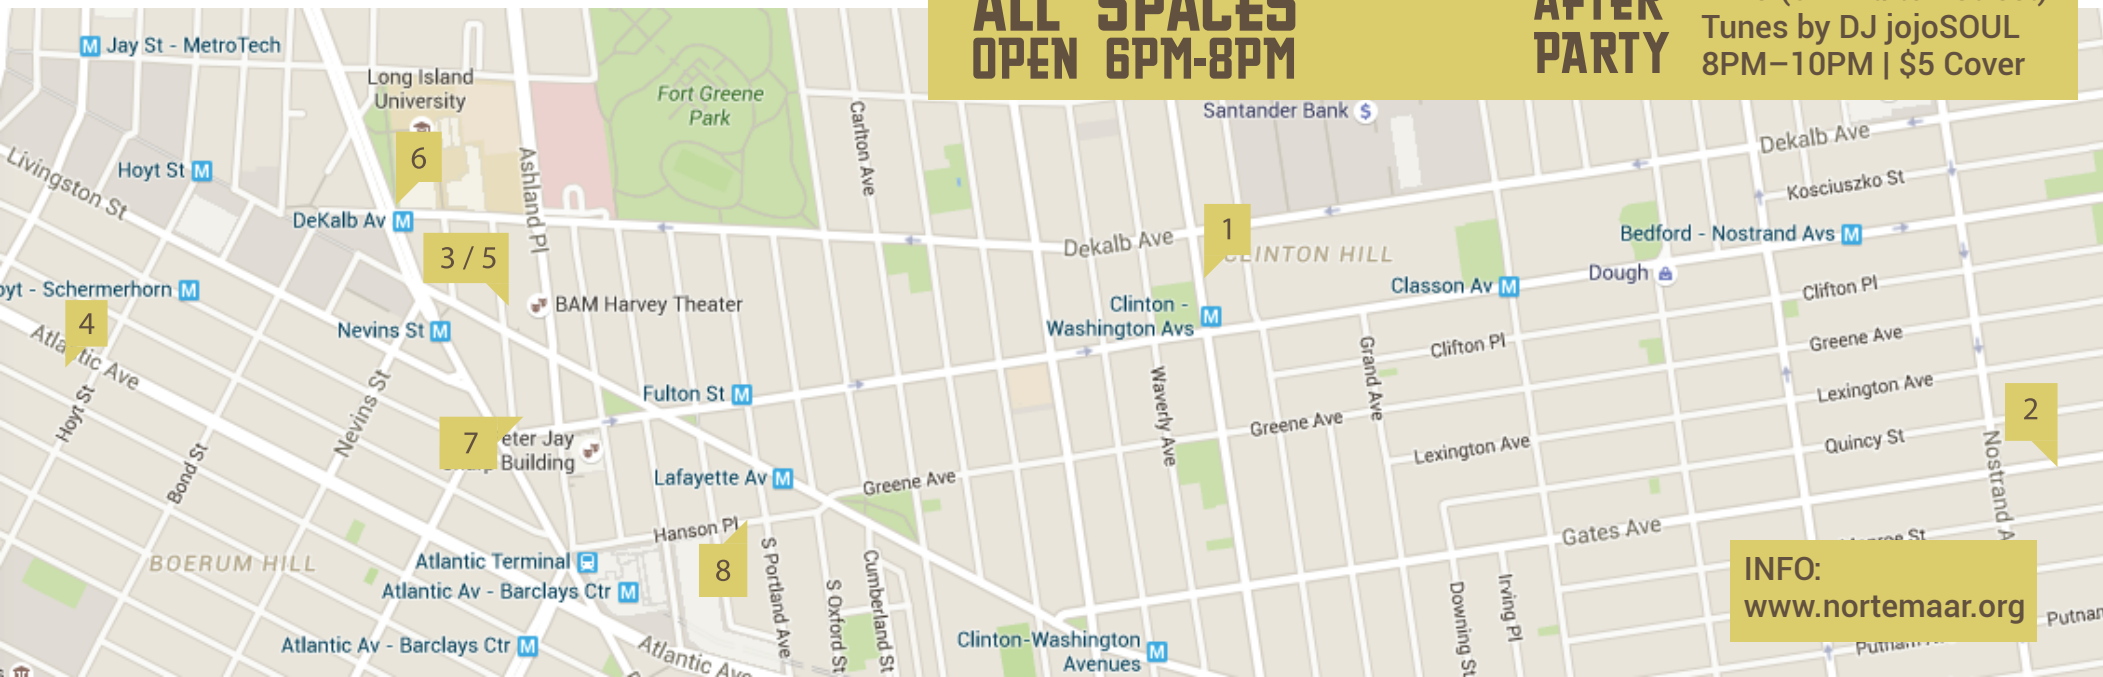 ALL SPACES
OPEN 6PM-8PM
AFTER
PARTY
Tunes by DJ jojoSOUL
8PM–10PM | $5 Cover
Jay St - MetroTech
Long Island
University
Fort Greene
Park
Carlton Ave
Santander Bank
Dekalb Ave
Livingston St
Hoyt St
6
Ashland Pl
Kosciuszko St
DeKalb Av
3 / 5
Dekalb Ave
1
CLINTON HILL
Bedford - Nostrand Avs
Dough
Classon Av
Clifton Pl
oyt - Schermerhorn
4
Atlantic Ave
BAM Harvey Theater
Clinton -
Washington Avs
Nevins St
Clifton Pl
Greene Ave
Grand Ave
Waverly Ave
Hoyt St
Nevins St
Fulton St
Lexington Ave
2
7
eter Jay
Building
Greene Ave
Lexington Ave
Quincy St
Nostrand A
Bond St
Lafayette Av
Greene Ave
Hanson Pl
8
Gates Ave
BOERUM HILL
Atlantic Terminal
Atlantic Av - Barclays Ctr
S Portland Ave
S Oxford St
Cumberland St
Downing St
Irving Pl
INFO:
www.nortemaar.org
Atlantic Av - Barclays Ctr
Atlantic Ave
Clinton-Washington
Avenues
Putnam